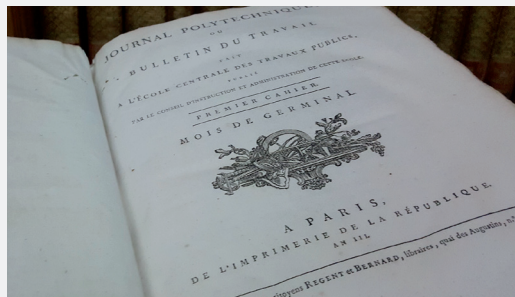 JOURNAL POLYTECHNIQUE
OU
BULLETIN DU TRAVAIL
FAIT
A L'ÉCOLE CENTRALE DES TRAVAUX PUBLICS,
PUBLIÉ
PAR LE CONSEIL D'INSTRUCTION ET ADMINISTRATION DE CETTE ÉCOLE.
PREMIER CAHIER.
MOIS DE GERMINAL
A PARIS,
DE L'IMPRIMERIE DE LA RÉPUBLIQUE
AN III.
REGENT et BERNARD, libraires, quai des Augustins, n.°